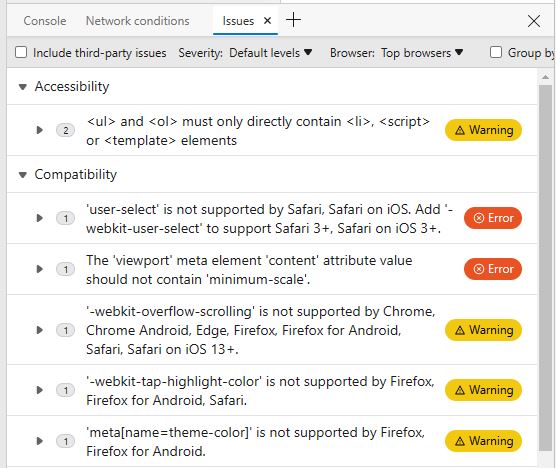 Console Network conditions Issues
Include third-party issues Severity: Default levels Browser: Top browsers Group by
Accessibility
2 <ul> and <ol> must only directly contain <li>, <script>
or <template> elements Warning
Compatibility
1 'user-select' is not supported by Safari, Safari on iOS. Add '-
webkit-user-select' to support Safari 3+, Safari on iOS 3+. Error
1 The 'viewport' meta element 'content' attribute value
should not contain 'minimum-scale'. Error
'-webkit-overflow-scrolling' is not supported by Chrome,
1 Chrome Android, Edge, Firefox, Firefox for Android, Warning
Safari, Safari on iOS 13+.
1 '-webkit-tap-highlight-color' is not supported by Firefox,
Firefox for Android, Safari. Warning
1 'meta[name=theme-color]' is not supported by Firefox,
Firefox for Android. Warning